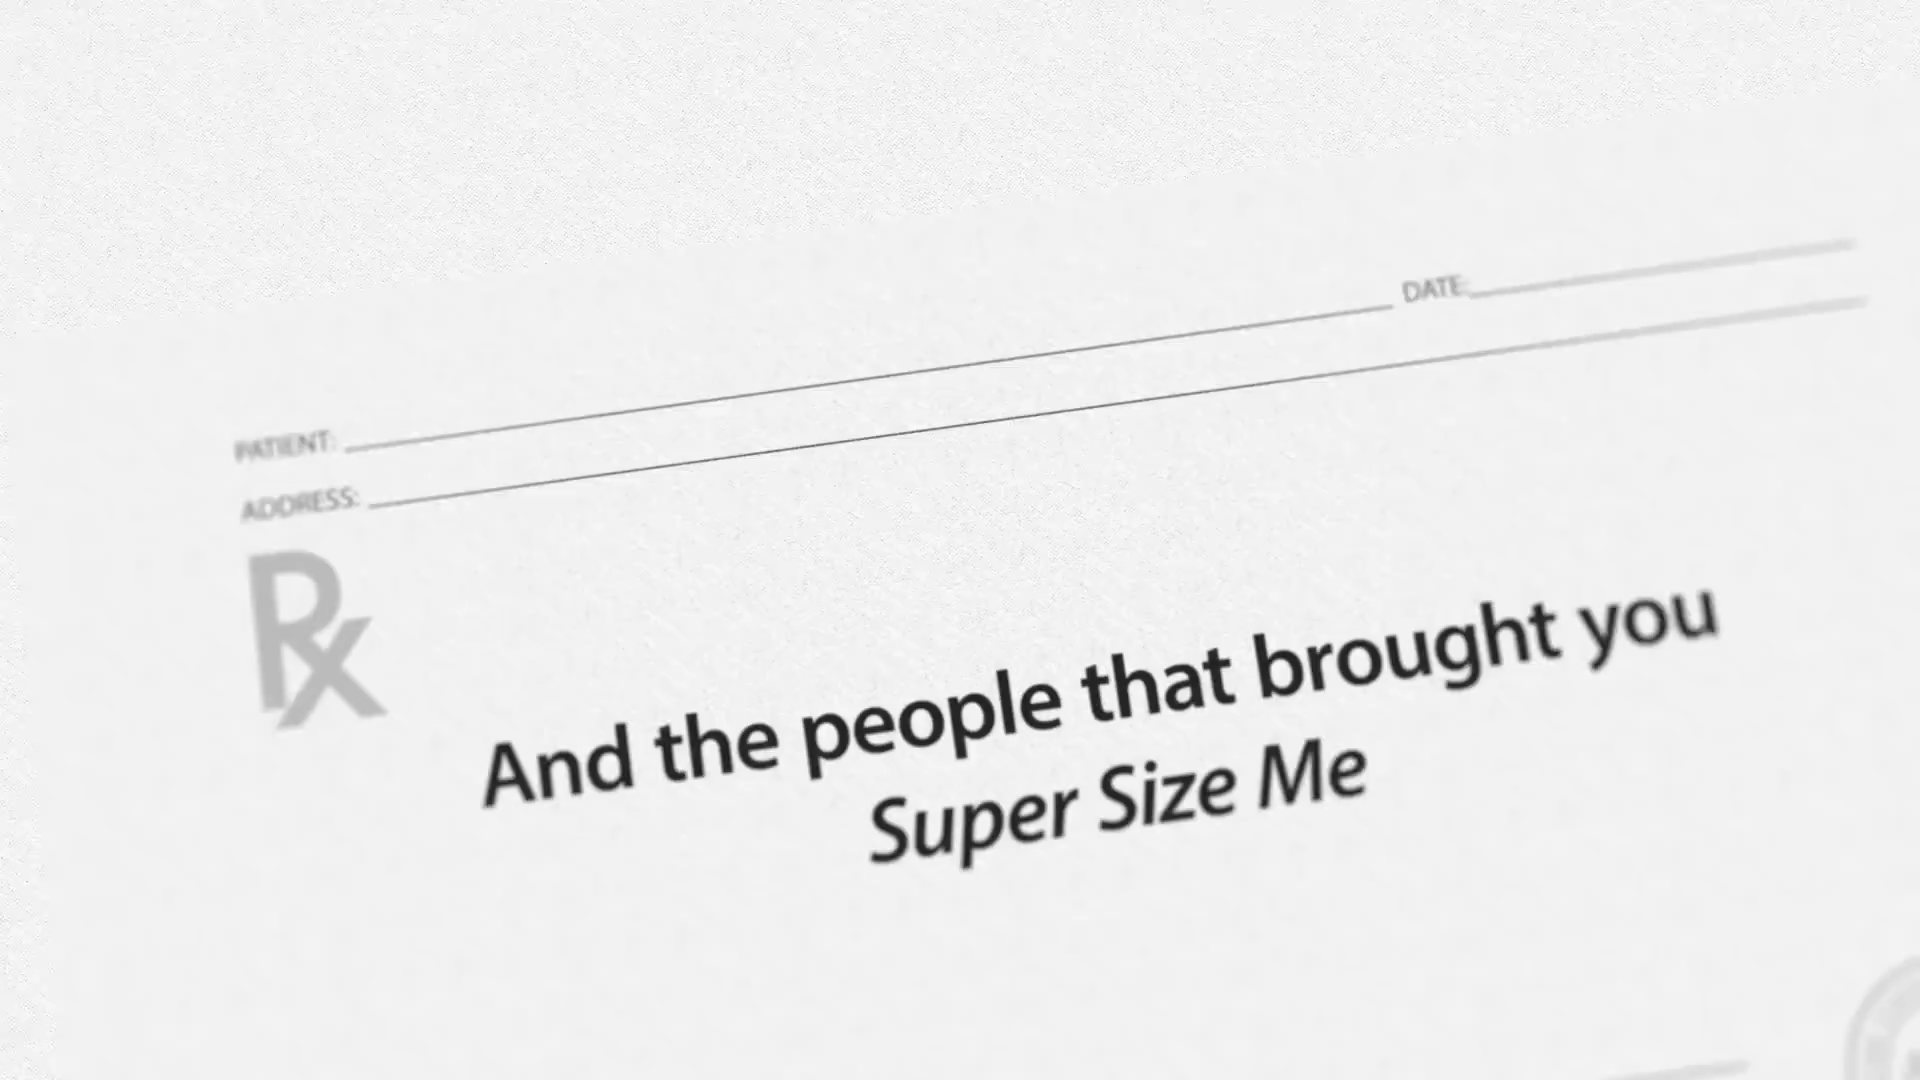 PATIENT: DATE:
ADDRESS:
Rx
And the people that brought you
Super Size Me